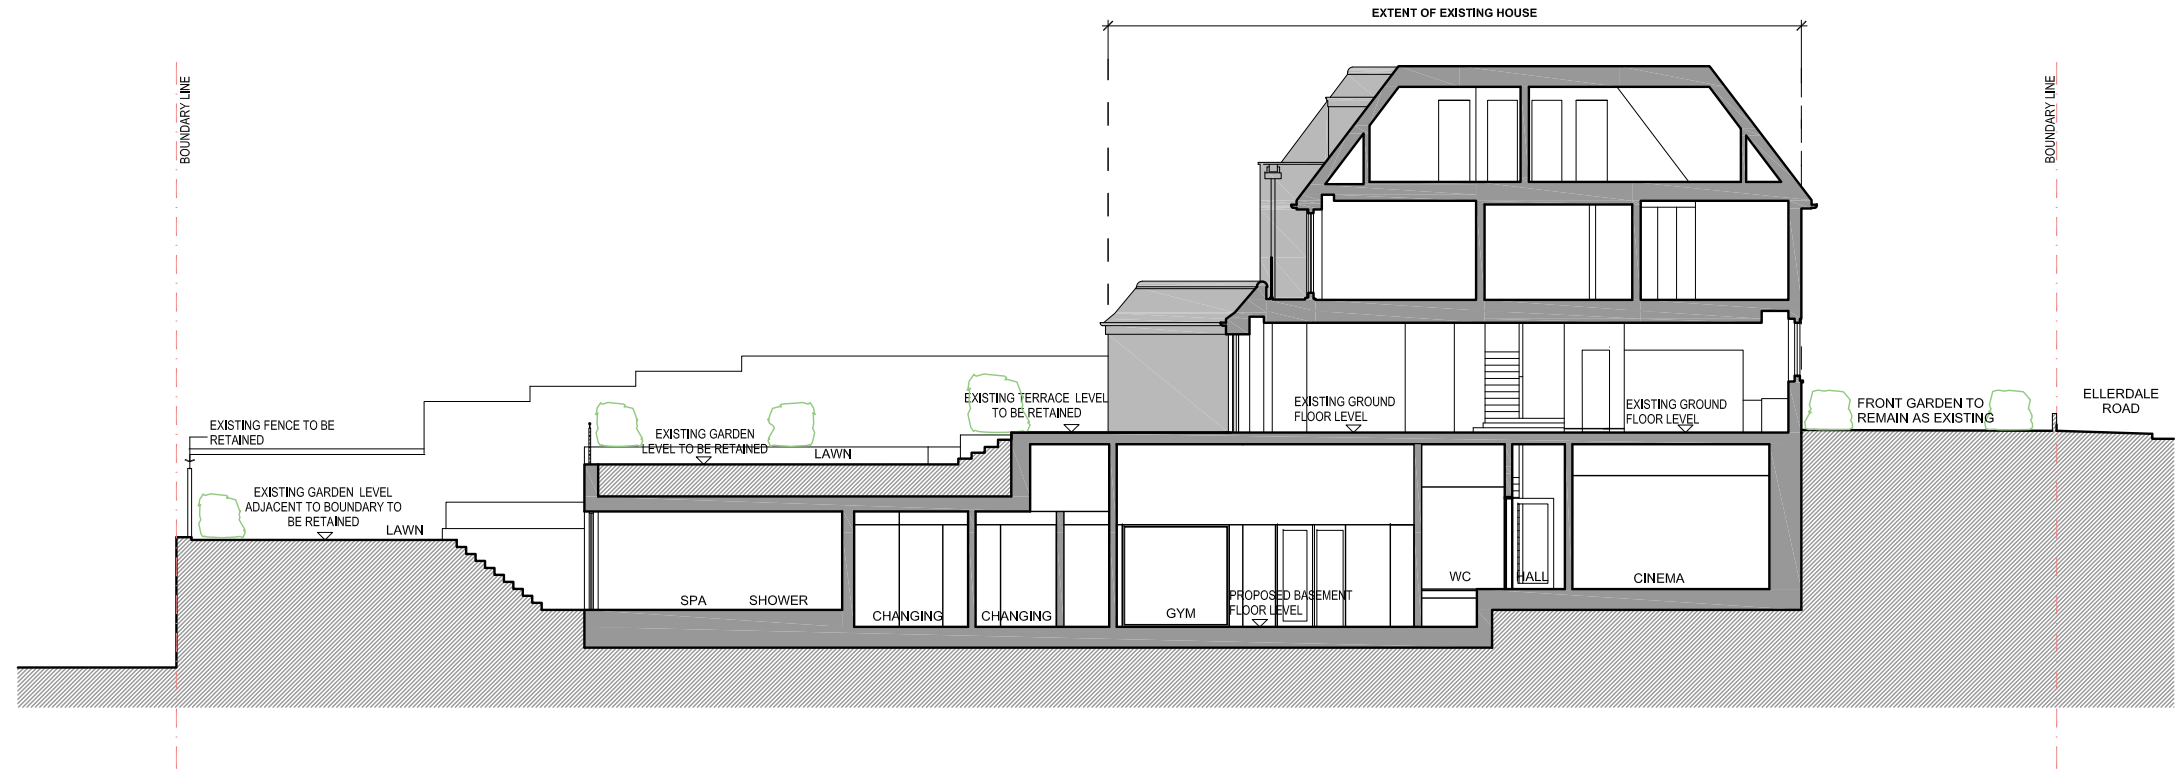 EXTENT OF EXISTING HOUSE
BOUNDARY LINE
BOUNDARY LINE
EXISTING FENCE TO BE
RETAINED
EXISTING GARDEN LEVEL
ADJACENT TO BOUNDARY TO
BE RETAINED
LAWN
EXISTING GARDEN
LEVEL TO BE RETAINED
LAWN
EXISTING TERRACE LEVEL
TO BE RETAINED
EXISTING GROUND
FLOOR LEVEL
EXISTING GROUND
FLOOR LEVEL
FRONT GARDEN TO
REMAIN AS EXISTING
ELLERDALE
ROAD
SPA
SHOWER
CHANGING
CHANGING
GYM
PROPOSED BASEMENT
FLOOR LEVEL
WC
HALL
CINEMA